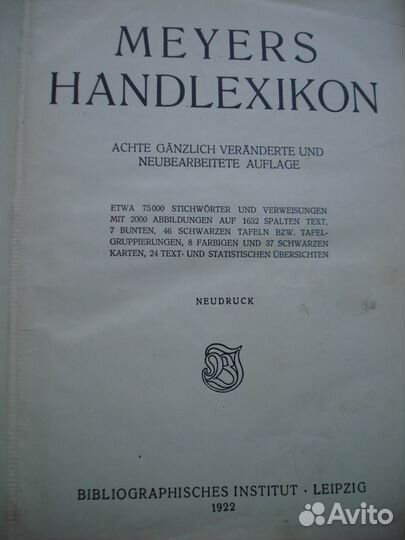 MEYERS
HANDLEXIKON
ACHTE GÄNZLICH VERÄNDERTE UND
NEUBEARBEITETE AUFLAGE
ETWA 75000 STICHWÖRTER UND VERWEISUNGEN
MIT 2000 ABBILDUNGEN AUF 1632 SPALTEN TEXT,
7 BUNTEN, 46 SCHWARZEN TAFELN BZW. TAFEL-
GRUPPIERUNGEN, 8 FARBIGEN UND 37 SCHWARZEN
KARTEN, 24 TEXT- UND STATISTISCHEN ÜBERSICHTEN
NEUDRUCK
BIBLIOGRAPHISCHES INSTITUT · LEIPZIG
1922
Avito